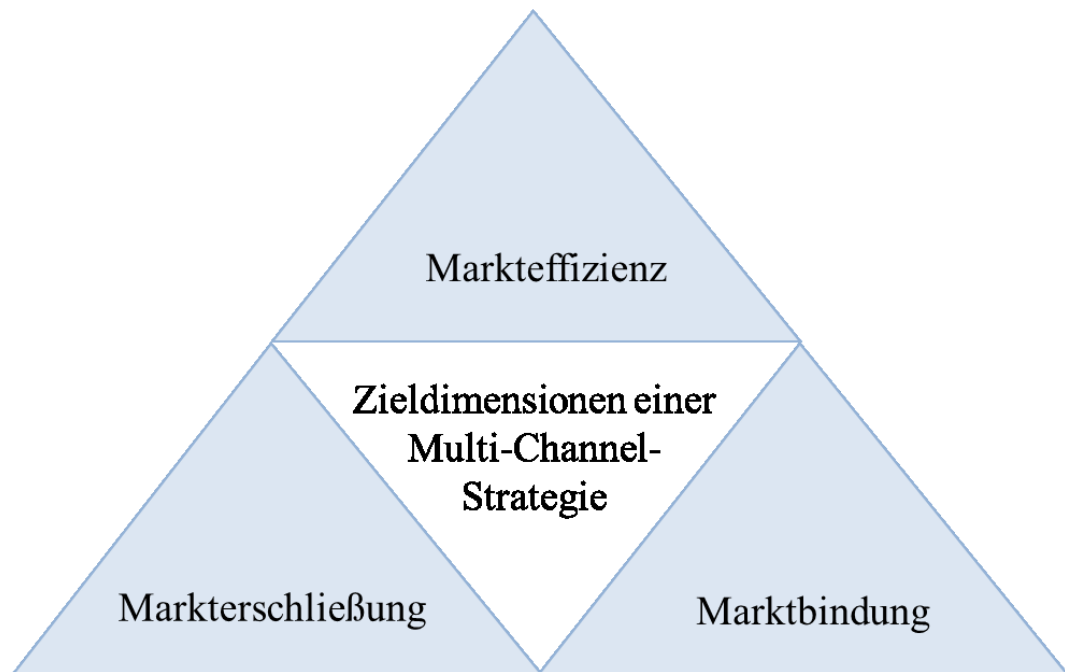 Markteffizienz
Zieldimensionen einer
Multi-Channel-
Strategie
Markterschließung
Marktbindung